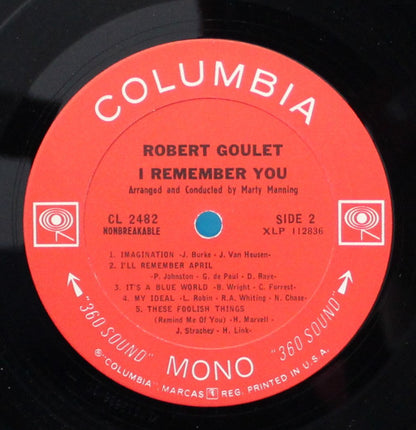 COLUMBIA
ROBERT GOULET
I REMEMBER YOU
Arranged and Conducted by Marty Manning
CL 2482 SIDE 2
NONBREAKABLE XLP 112836
1. IMAGINATION -J. Burke - J. Van Heusen-
2. I'LL REMEMBER APRIL
-P. Johnston - G. de Paul - D. Raye-
3. IT'S A BLUE WORLD -B. Wright - C. Forrest-
4. MY IDEAL -L. Robin - R.A. Whiting - N. Chase-
5. THESE FOOLISH THINGS
(Remind Me Of You) -H. Marvell -
J. Strachey - H. Link-
"360 SOUND" MONO "360 SOUND"
® "COLUMBIA", MARCAS REG. PRINTED IN U.S.A.